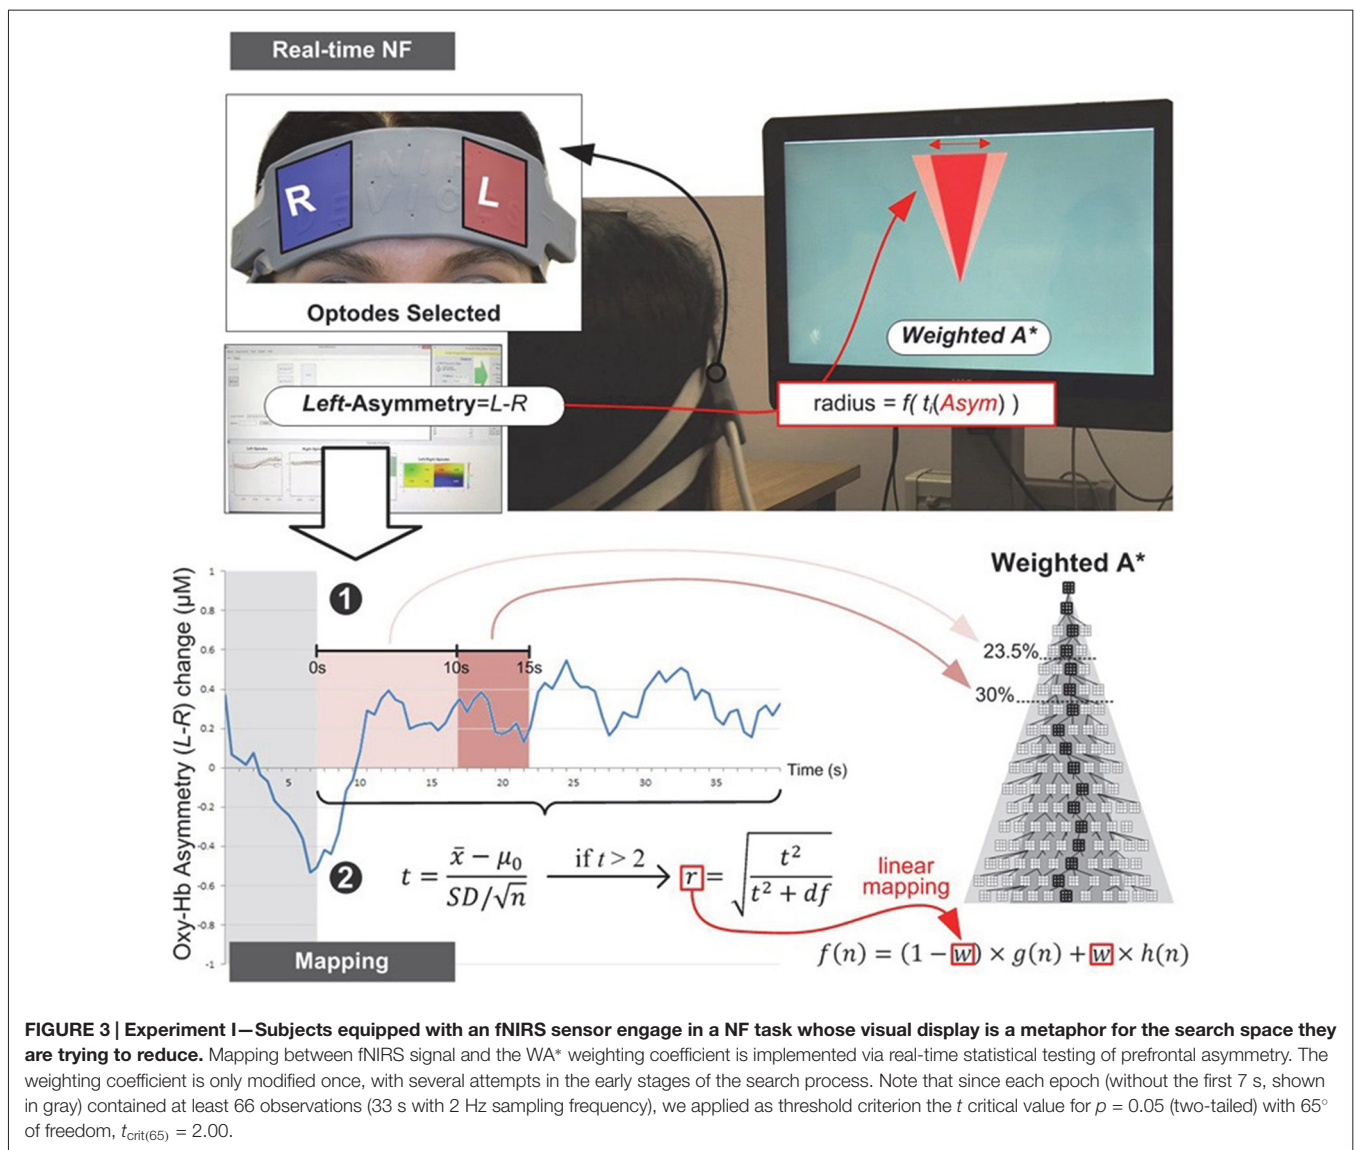 Real-time NF
R
L
Optodes Selected
Weighted A*
Left-Asymmetry=L-R
radius = f( tᵢ(Asym) )
Oxy-Hb Asymmetry (L-R) change (µM)
1
0.8
0.6
0.4
0.2
0
-0.2
-0.4
-0.6
-0.8
-1
1
0s 10s 15s
5 10 15 20 25 30 35
Time (s)
Weighted A*
23.5%
30%
2
t = (x̄ − μ₀) / (SD/√n)
if t > 2
r = √(t² / (t² + df))
linear
mapping
f(n) = (1 − w) × g(n) + w × h(n)
Mapping
FIGURE 3 | Experiment I—Subjects equipped with an fNIRS sensor engage in a NF task whose visual display is a metaphor for the search space they
are trying to reduce. Mapping between fNIRS signal and the WA* weighting coefficient is implemented via real-time statistical testing of prefrontal asymmetry. The
weighting coefficient is only modified once, with several attempts in the early stages of the search process. Note that since each epoch (without the first 7 s, shown
in gray) contained at least 66 observations (33 s with 2 Hz sampling frequency), we applied as threshold criterion the t critical value for p = 0.05 (two-tailed) with 65°
of freedom, tcrit(65) = 2.00.